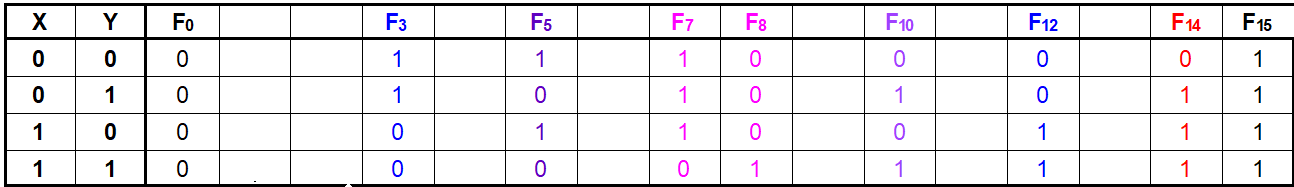 X Y F0 F3 F5 F7 F8 F10 F12 F14 F15
0 0 0 1 1 1 0 0 0 0 1
0 1 0 1 0 1 0 1 0 1 1
1 0 0 0 1 1 0 0 1 1 1
1 1 0 0 0 0 1 1 1 1 1